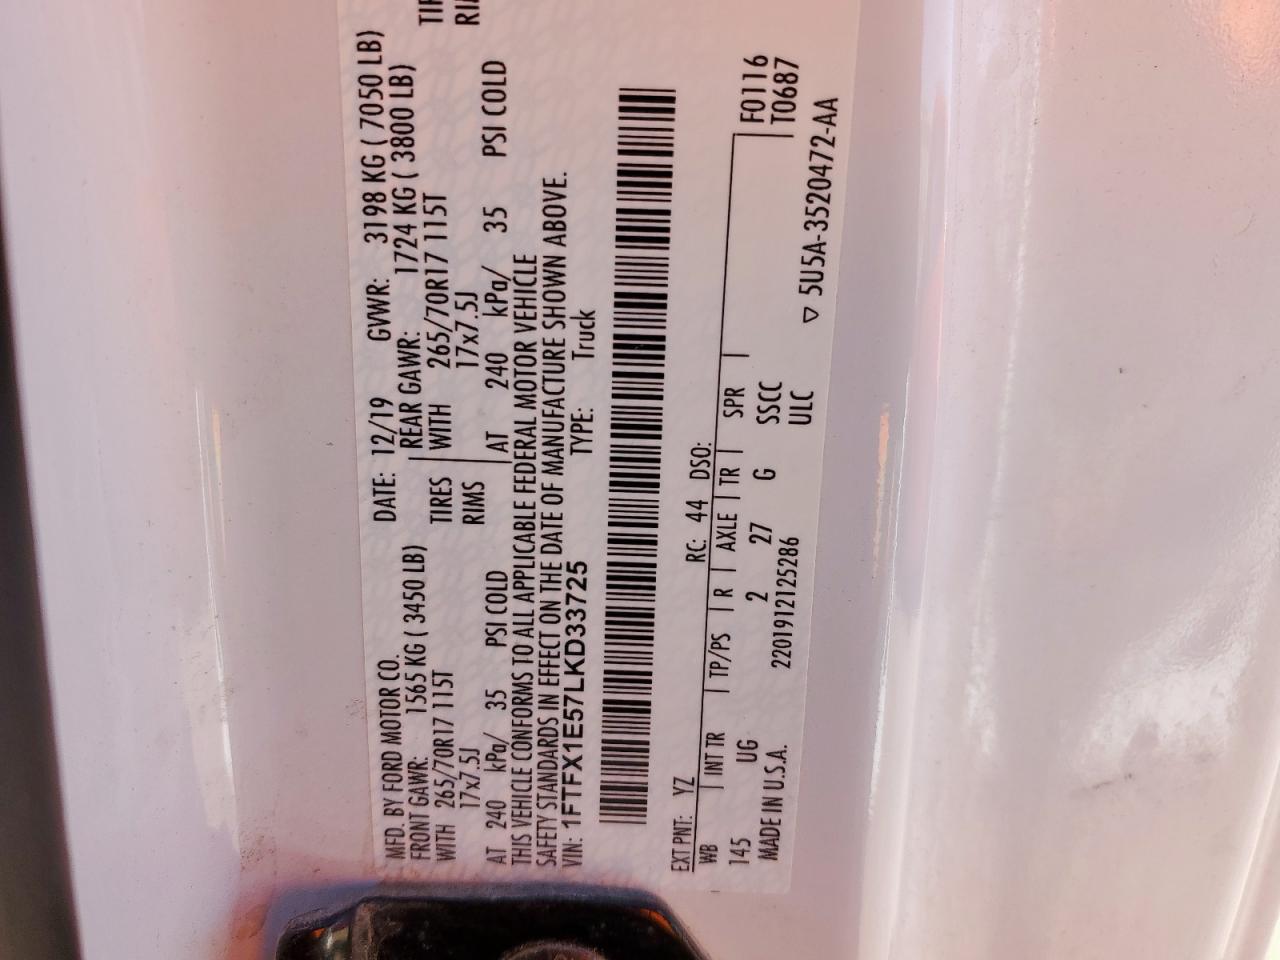 MFD. BY FORD MOTOR CO. DATE: 12/19 GVWR: 3198 KG ( 7050 LB)
FRONT GAWR: 1565 KG ( 3450 LB) REAR GAWR: 1724 KG ( 3800 LB)
WITH 265/70R17 115T TIRES WITH 265/70R17 115T
17x7.5J RIMS 17x7.5J
AT 240 kPa/ 35 PSI COLD AT 240 kPa/ 35 PSI COLD
THIS VEHICLE CONFORMS TO ALL APPLICABLE FEDERAL MOTOR VEHICLE
SAFETY STANDARDS IN EFFECT ON THE DATE OF MANUFACTURE SHOWN ABOVE.
VIN: 1FTFX1E57LKD33725 TYPE: Truck
EXT PNT: YZ RC: 44 DSO:
WB INT TR TP/PS R AXLE TR SPR F0116
145 UG 2 27 G SSCC T0687
MADE IN U.S.A. 2201912125286 ULC
▽ 5U5A-3520472-AA